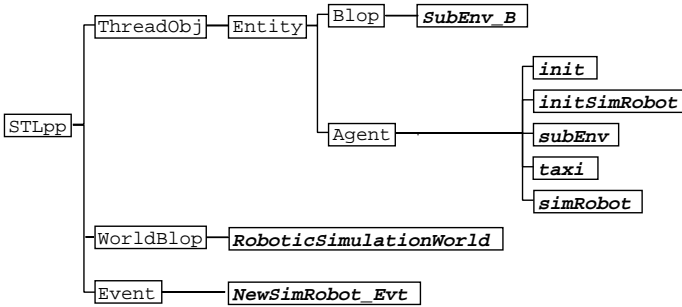 Blop
SubEnv_B
ThreadObj
Entity
init
initSimRobot
STLpp
Agent
subEnv
taxi
simRobot
WorldBlop
RoboticSimulationWorld
Event
NewSimRobot_Evt